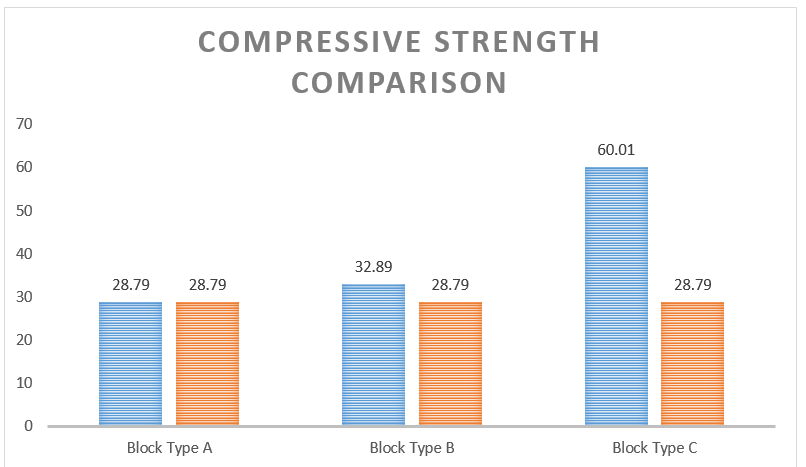 COMPRESSIVE STRENGTH
COMPARISON
70
60
50
40
30
20
10
0
28.79
28.79
32.89
28.79
60.01
28.79
Block Type A
Block Type B
Block Type C